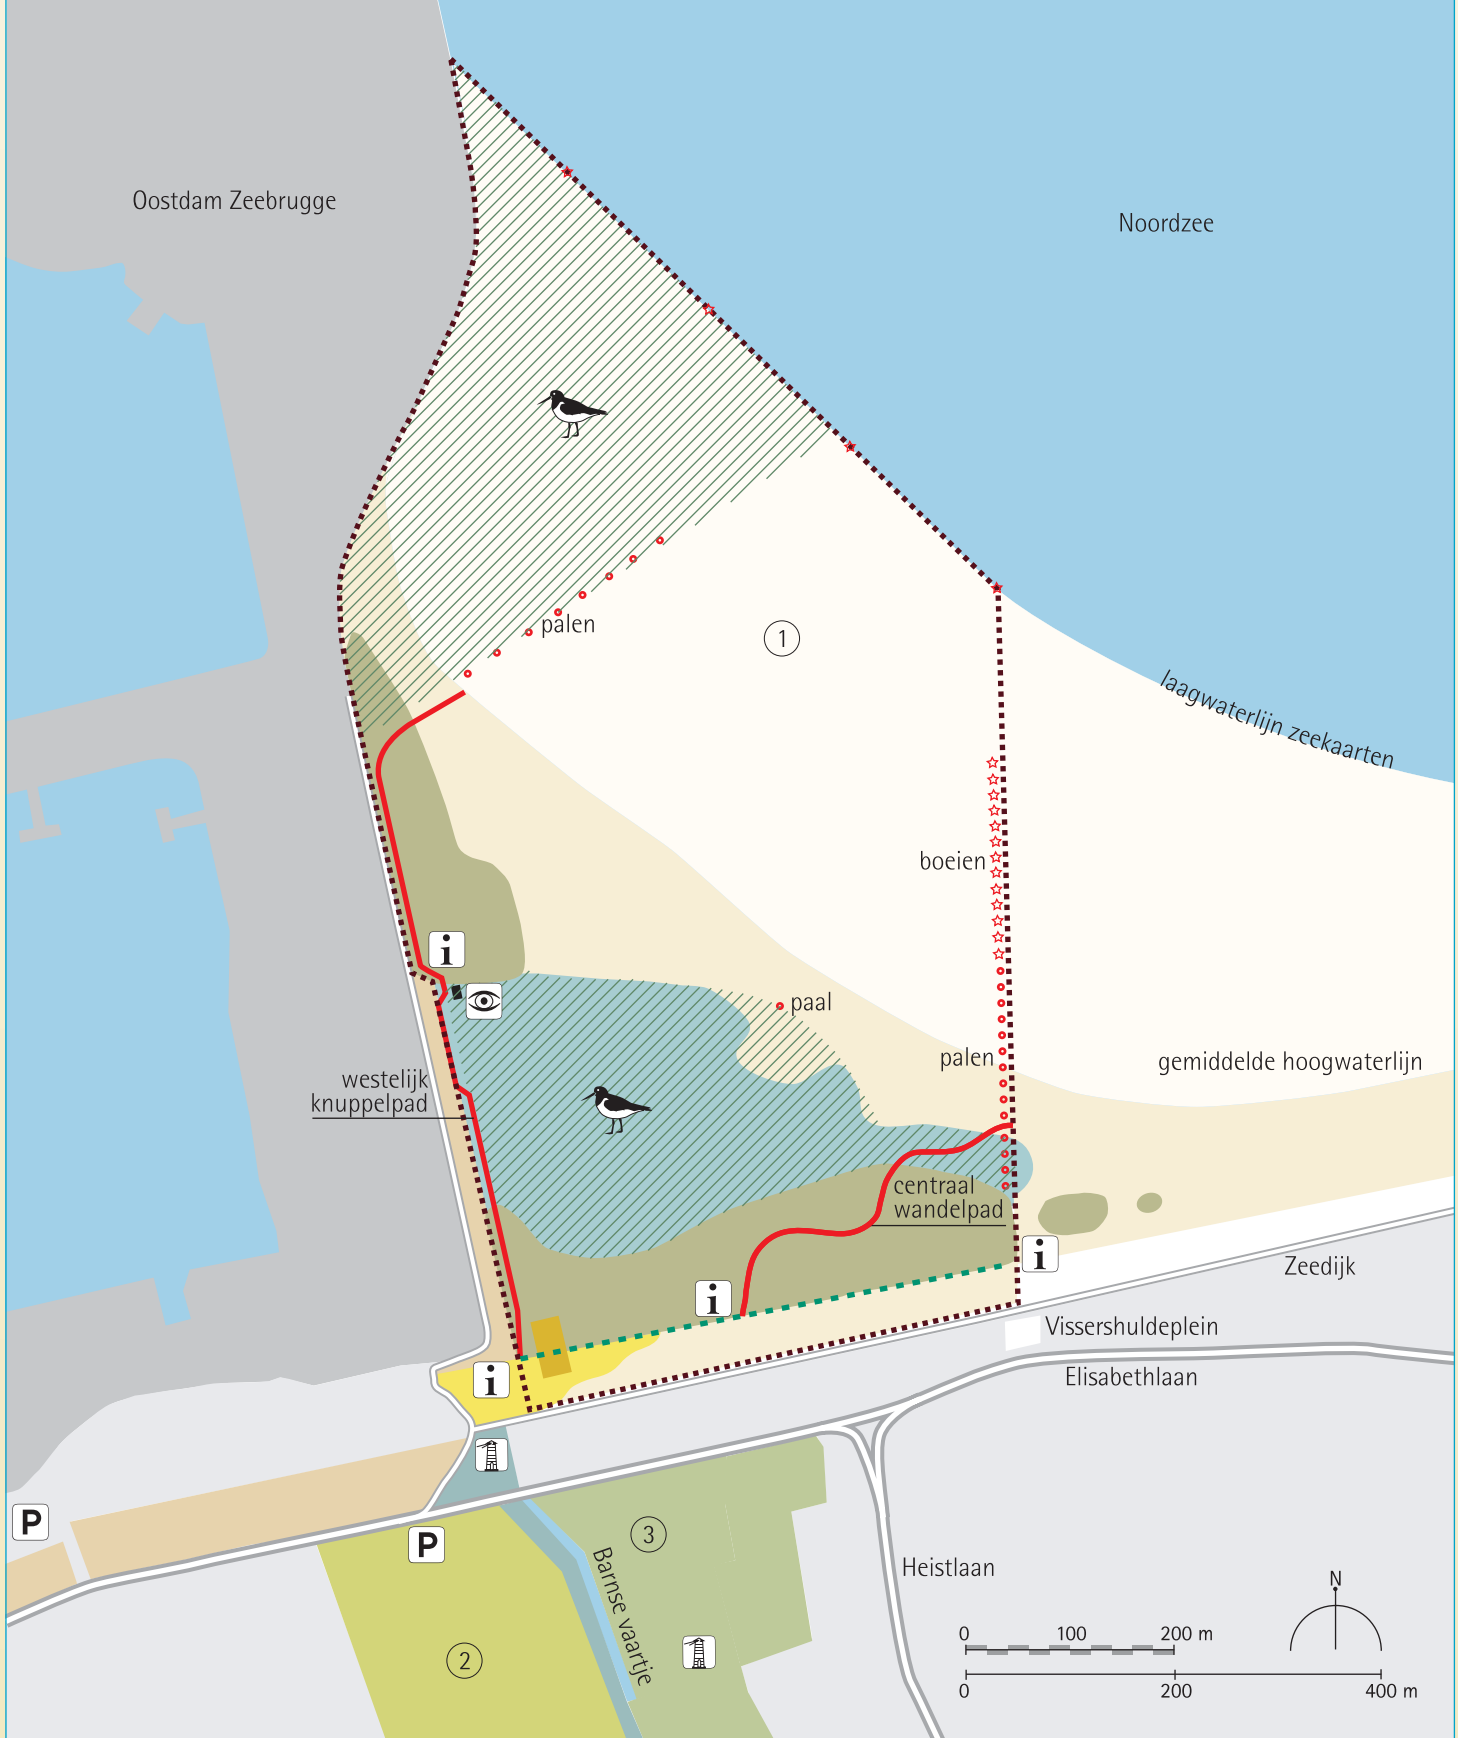 Oostdam Zeebrugge
Noordzee
palen
1
laagwaterlijn zeekaarten
boeien
i
paal
palen
gemiddelde hoogwaterlijn
westelijk
knuppelpad
centraal
wandelpad
i
Zeedijk
i
Vissershuldeplein
i
Elisabethlaan
P
P
3
Barnse vaartje
Heistlaan
N
0 100 200 m
2
0 200 400 m